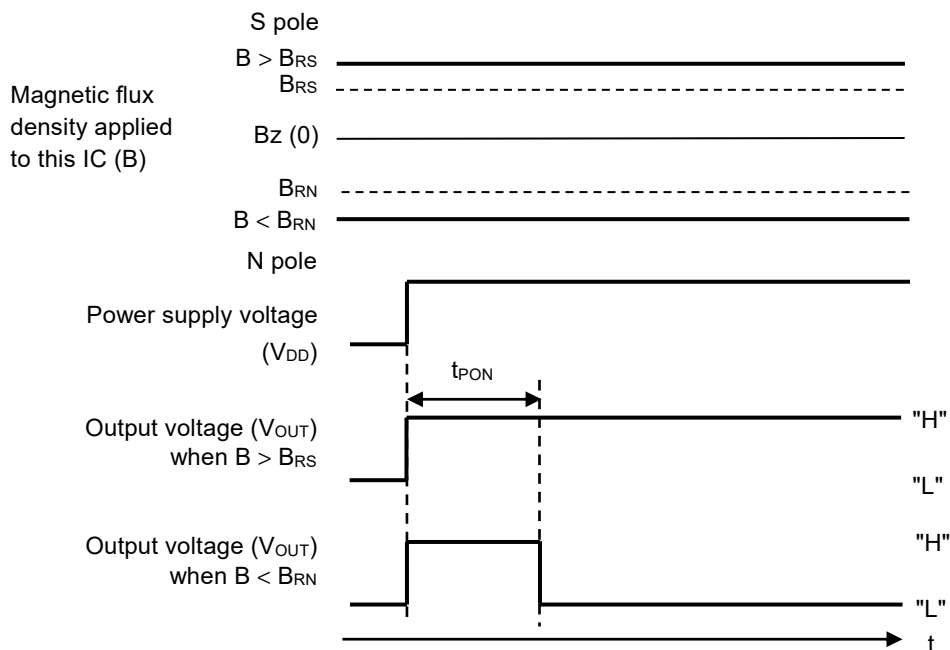 S pole
B > BRS
BRS
Magnetic flux
density applied
to this IC (B)
Bz (0)
BRN
B < BRN
N pole
Power supply voltage
(VDD)
tPON
Output voltage (VOUT)
when B > BRS
"H"
"L"
Output voltage (VOUT)
when B < BRN
"H"
"L"
t